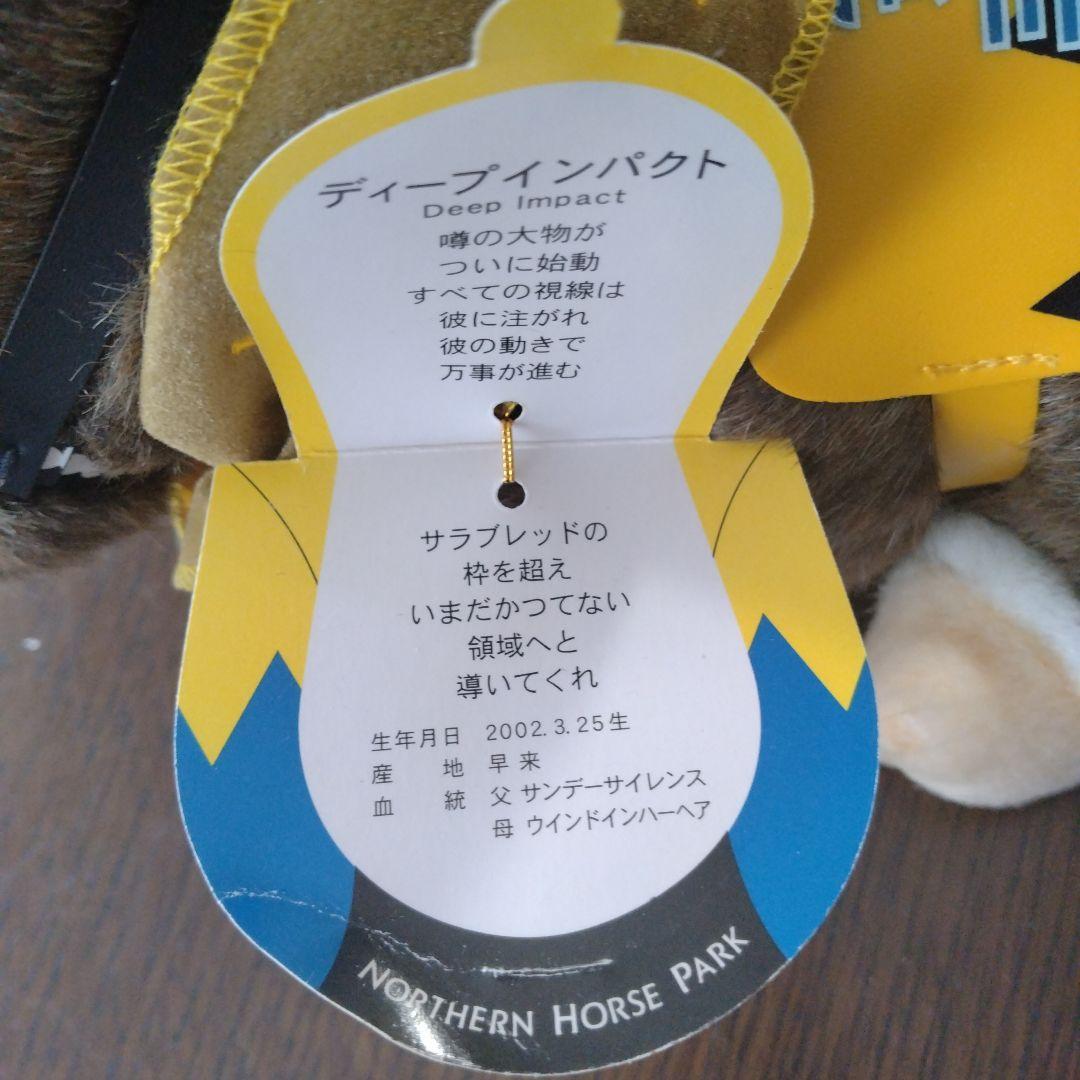 ディープインパクト
Deep Impact
噂の大物が
ついに始動
すべての視線は
彼に注がれ
彼の動きで
万事が進む
サラブレッドの
枠を超え
いまだかつてない
領域へと
導いてくれ
生年月日 2002.3.25生
産 地 早来
血 統 父 サンデーサイレンス
母 ウインドインハーヘア
NORTHERN HORSE PARK